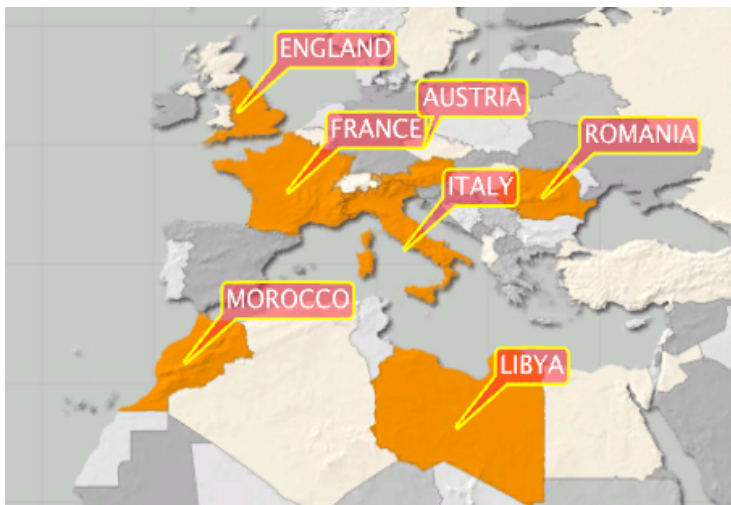 ENGLAND
AUSTRIA
FRANCE
ROMANIA
ITALY
MOROCCO
LIBYA